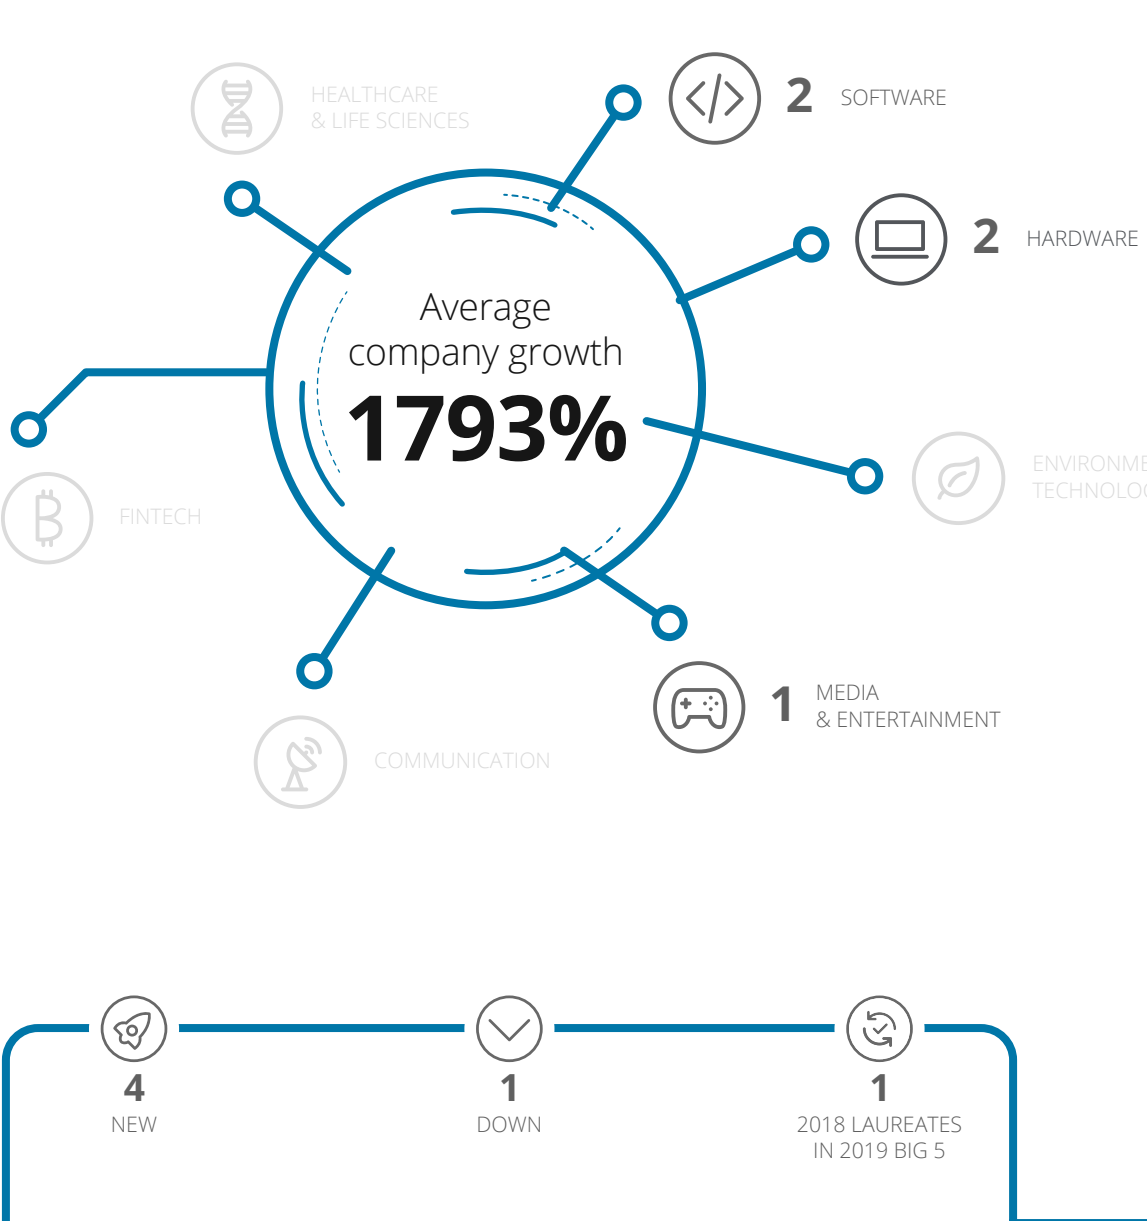 HEALTHCARE
& LIFE SCIENCES
2 SOFTWARE
2 HARDWARE
Average
company growth
1793%
FINTECH
1 MEDIA
& ENTERTAINMENT
COMMUNICATION
4
NEW
1
DOWN
1
2018 LAUREATES
IN 2019 BIG 5